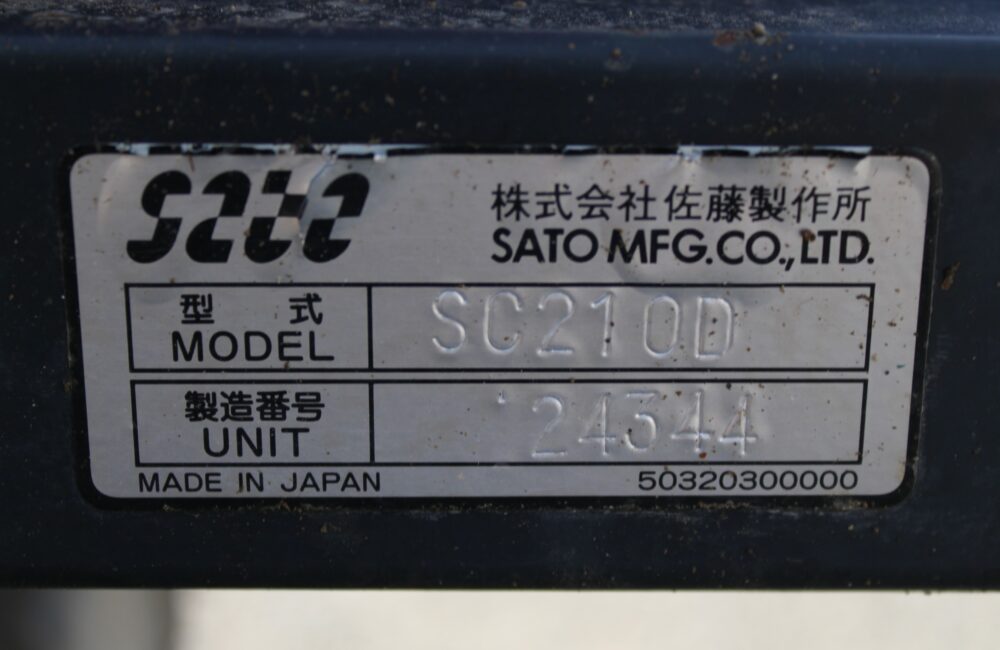 sato
株式会社佐藤製作所
SATO MFG.CO.,LTD.
型式 SC210D
MODEL
製造番号 '24344
UNIT
MADE IN JAPAN 50320300000